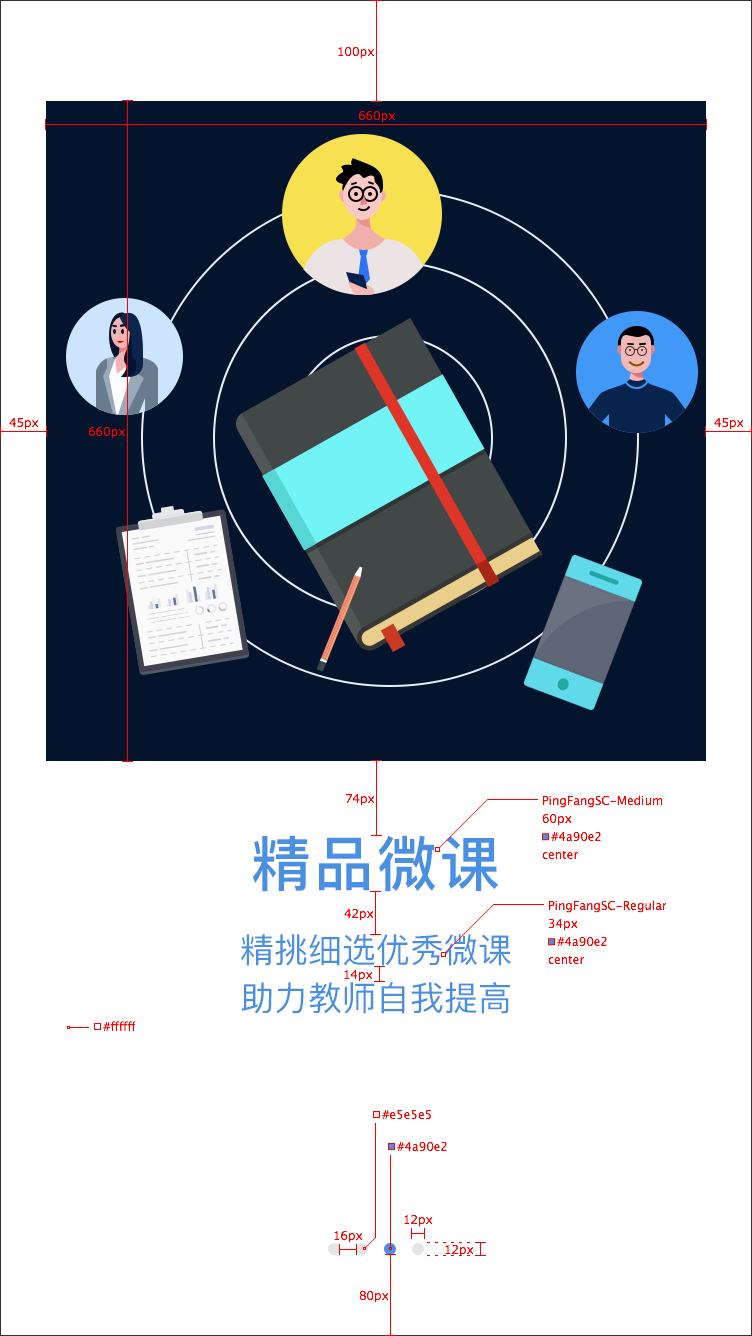 100px
660px
45px
45px
660px
74px
PingFangSC-Medium
60px
#4a90e2
center
精品微课
42px
PingFangSC-Regular
34px
#4a90e2
center
精挑细选优秀微课
14px
助力教师自我提高
#ffffff
#e5e5e5
#4a90e2
12px
16px
12px
80px